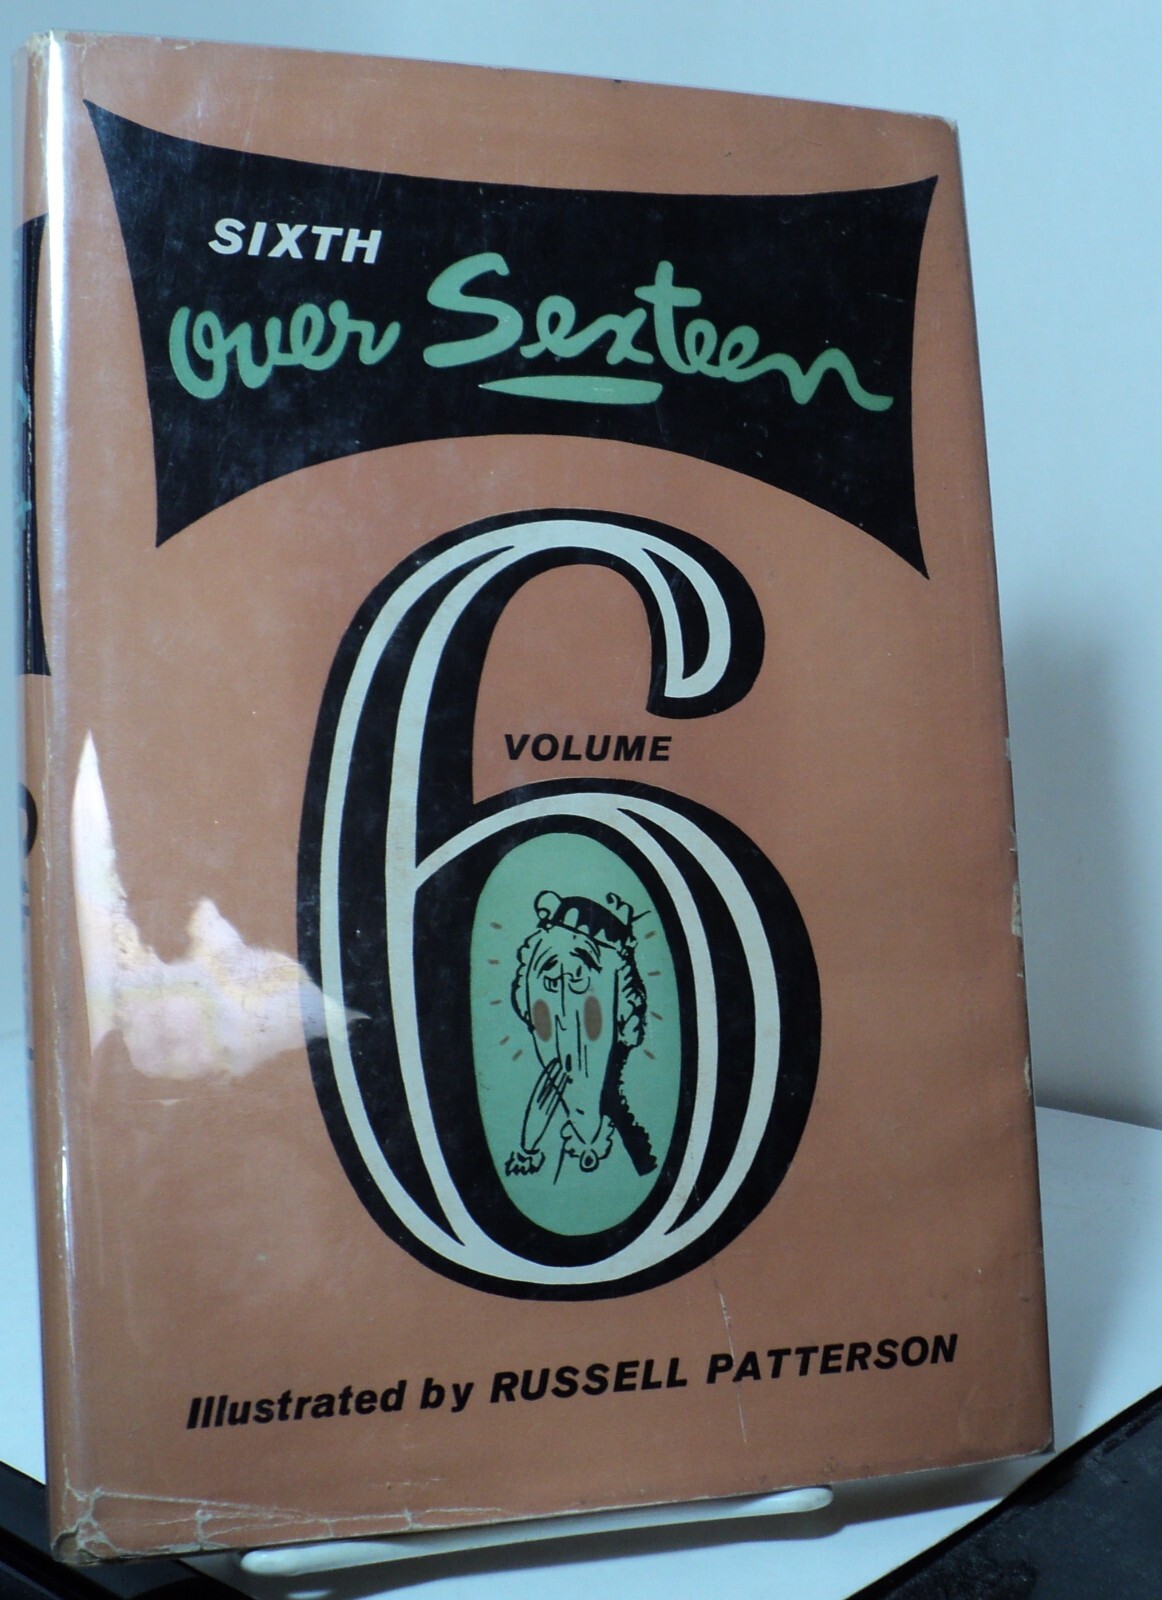 SIXTH
over Sexteen
VOLUME
6
Illustrated by RUSSELL PATTERSON